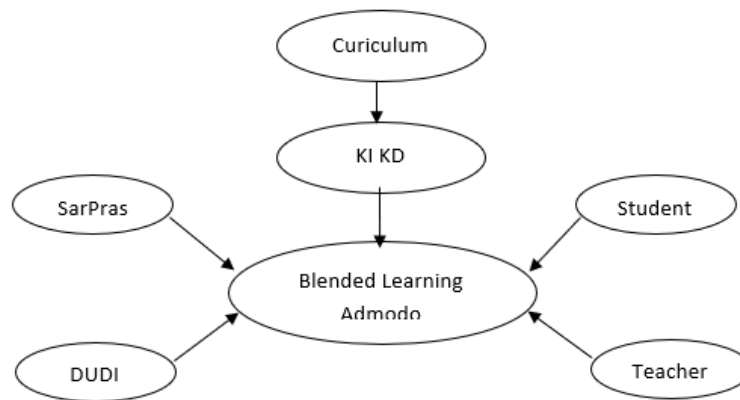 Curiculum
KI KD
SarPras
Student
Blended Learning
Admodo
DUDI
Teacher